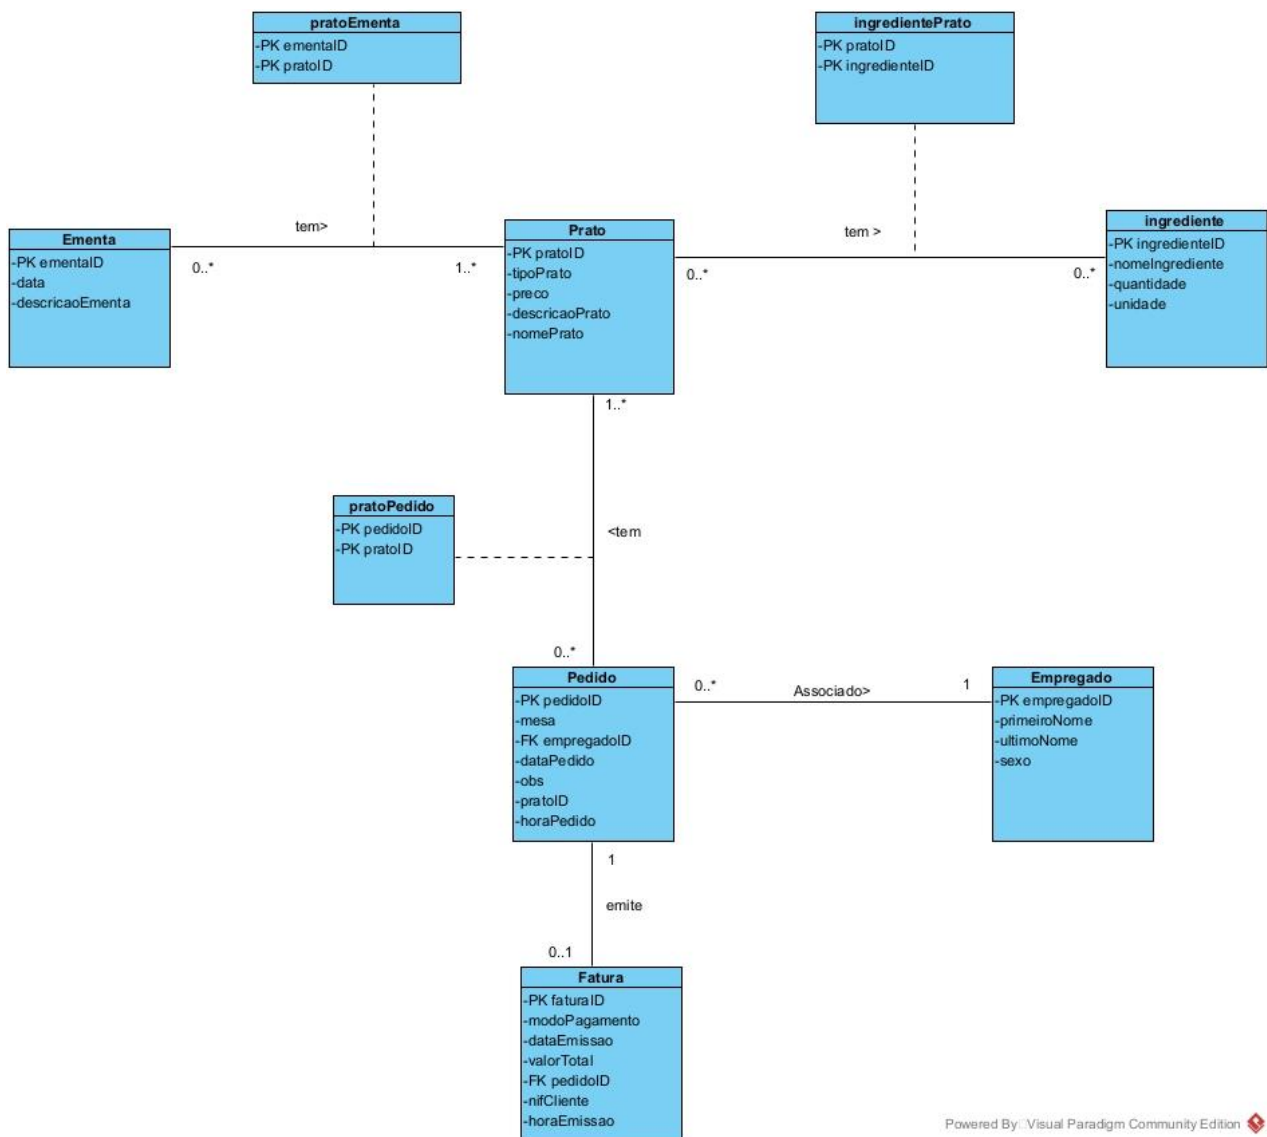 pratoEmenta
-PK ementaID
-PK pratoID
ingredientePrato
-PK pratoID
-PK ingredienteID
Ementa
-PK ementaID
-data
-descricaoEmenta
tem>
0..*
1..*
Prato
-PK pratoID
-tipoPrato
-preco
-descricaoPrato
-nomePrato
tem >
0..*
0..*
ingrediente
-PK ingredienteID
-nomeIngrediente
-quantidade
-unidade
1..*
pratoPedido
-PK pedidoID
-PK pratoID
<tem
0..*
Pedido
-PK pedidoID
-mesa
-FK empregadoID
-dataPedido
-obs
-pratoID
-horaPedido
0..*
Associado>
1
Empregado
-PK empregadoID
-primeiroNome
-ultimoNome
-sexo
1
emite
0..1
Fatura
-PK faturaID
-modoPagamento
-dataEmissao
-valorTotal
-FK pedidoID
-nifCliente
-horaEmissao
Powered By Visual Paradigm Community Edition